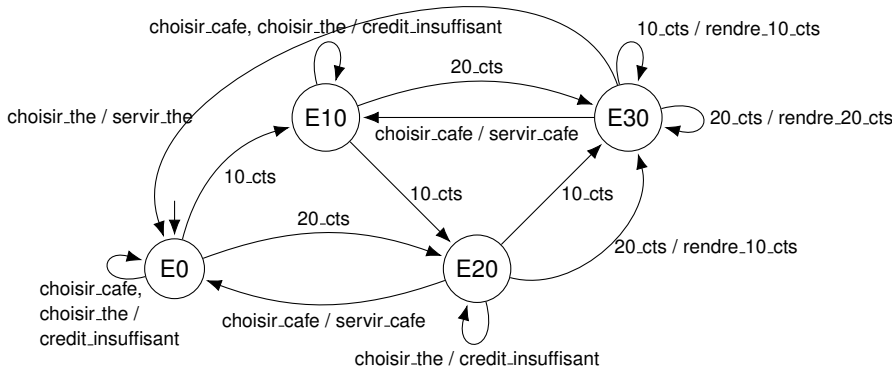 choisir_cafe, choisir_the / credit_insuffisant
10_cts / rendre_10_cts
20_cts
choisir_the / servir_the
E10
E30
20_cts / rendre_20_cts
choisir_cafe / servir_cafe
10_cts
10_cts
10_cts
20_cts
20_cts / rendre_10_cts
E0
E20
choisir_cafe,
choisir_the /
credit_insuffisant
choisir_cafe / servir_cafe
choisir_the / credit_insuffisant